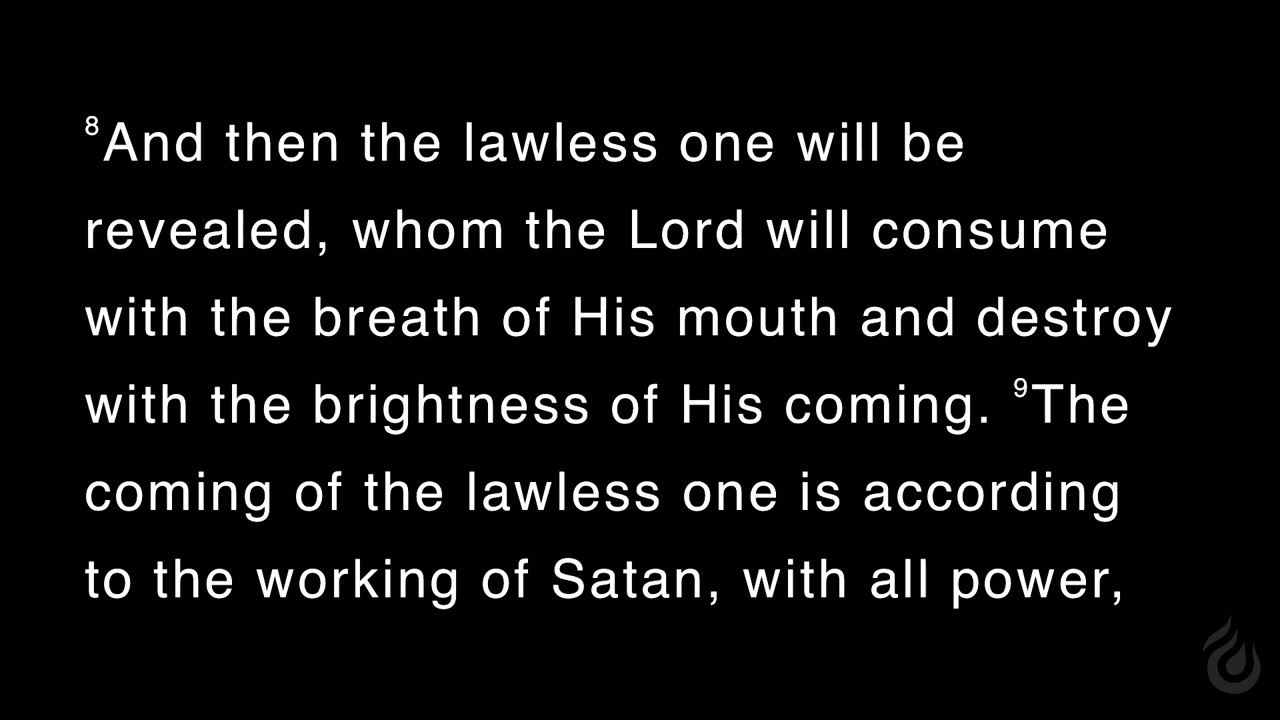 ⁸And then the lawless one will be
revealed, whom the Lord will consume
with the breath of His mouth and destroy
with the brightness of His coming. ⁹The
coming of the lawless one is according
to the working of Satan, with all power,